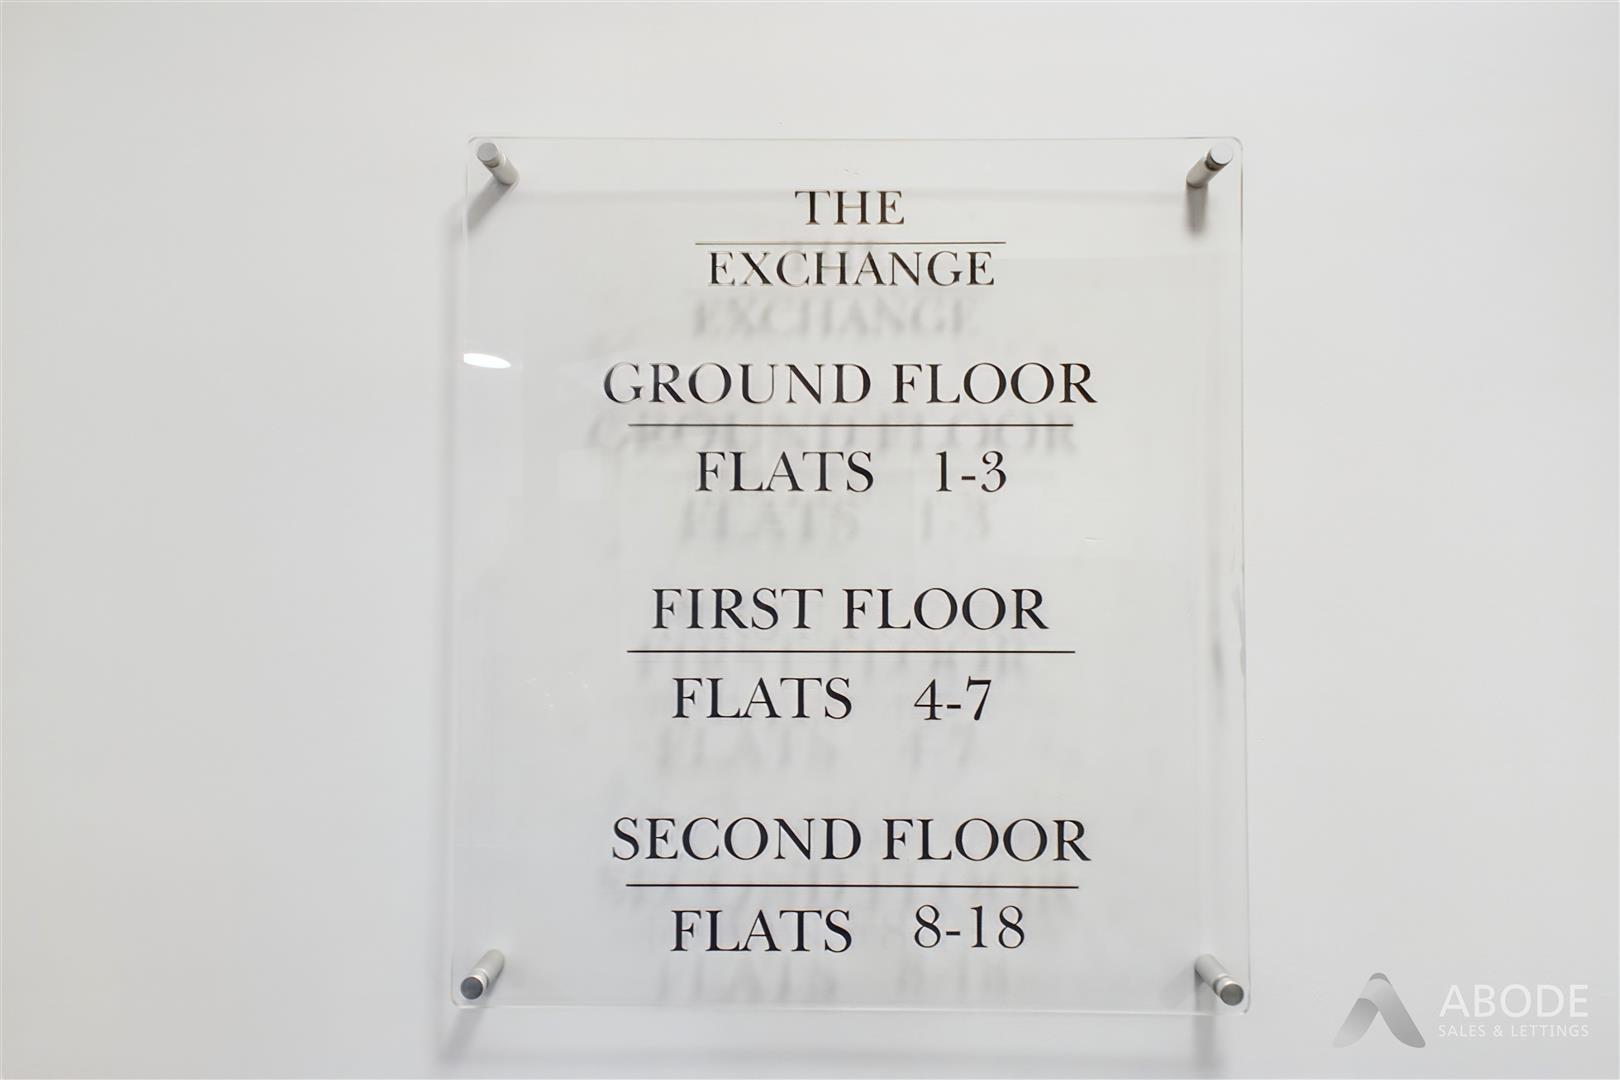 THE
EXCHANGE
GROUND FLOOR
FLATS 1-3
FIRST FLOOR
FLATS 4-7
SECOND FLOOR
FLATS 8-18
ABODE
SALES & LETTINGS